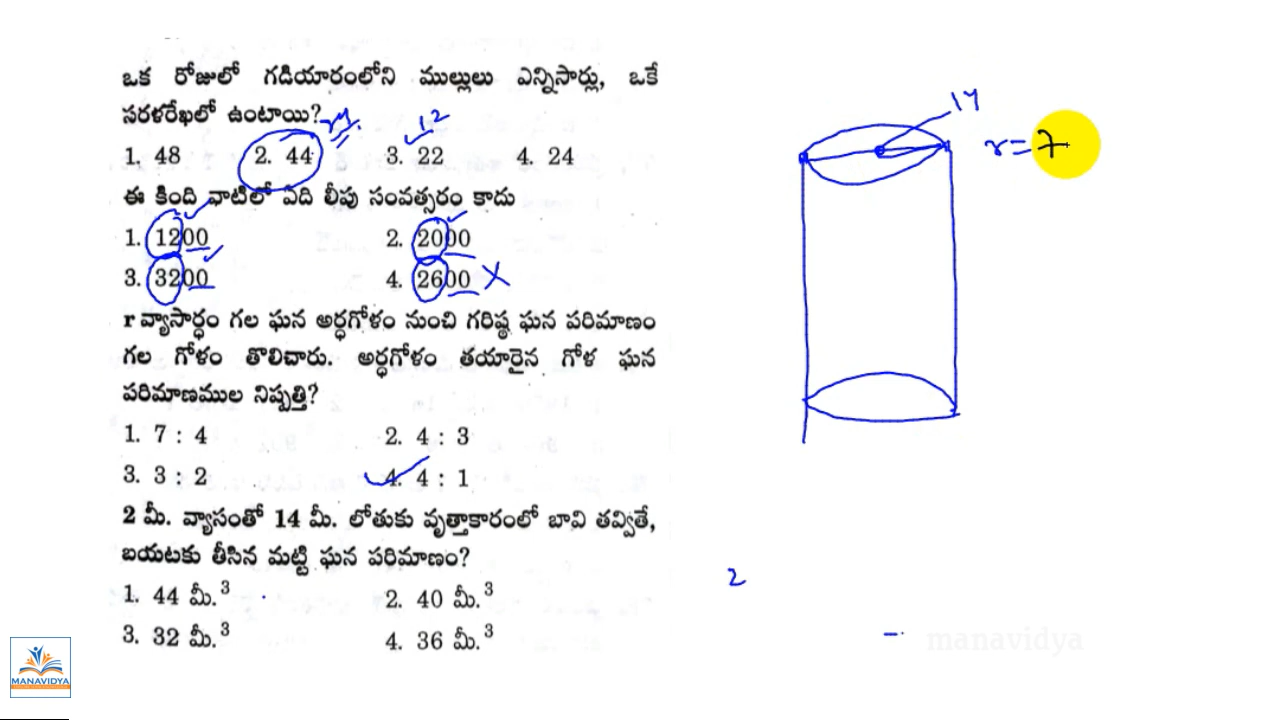 ఒక రోజులో గడియారంలోని ముల్లులు ఎన్నిసార్లు, ఒకే
సరళరేఖలో ఉంటాయి?
12
1. 48 2. 44 3. 22 4. 24
ఈ కింది వాటిలో ఏది లీపు సంవత్సరం కాదు
1. 1200 2. 2000
3. 3200 4. 2600
r వ్యాసార్ధం గల ఘన అర్ధగోళం నుంచి గరిష్ఠ ఘన పరిమాణం
గల గోళం తొలిచారు. అర్ధగోళం తయారైన గోళ ఘన
పరిమాణముల నిష్పత్తి?
1. 7 : 4 2. 4 : 3
3. 3 : 2 4. 4 : 1
2 మీ. వ్యాసంతో 14 మీ. లోతుకు వృత్తాకారంలో బావి తవ్వితే,
బయటకు తీసిన మట్టి ఘన పరిమాణం?
1. 44 మీ.³ 2. 40 మీ.³
3. 32 మీ.³ 4. 36 మీ.³
14
r = 7
2
manavidya
MANAVIDYA